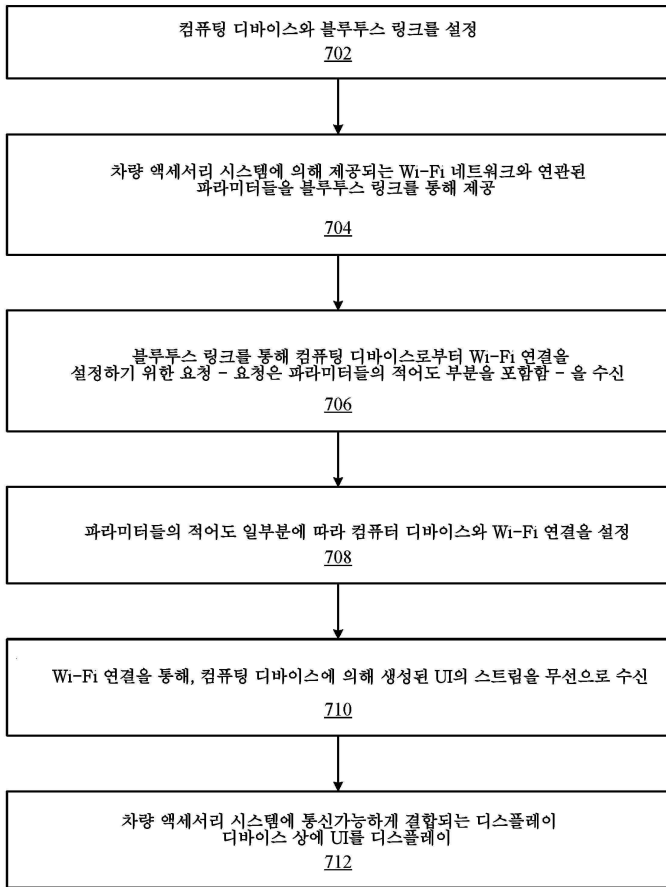 컴퓨팅 디바이스와 블루투스 링크를 설정
702
차량 액세서리 시스템에 의해 제공되는 Wi-Fi 네트워크와 연관된
파라미터들을 블루투스 링크를 통해 제공
704
블루투스 링크를 통해 컴퓨팅 디바이스로부터 Wi-Fi 연결을
설정하기 위한 요청 - 요청은 파라미터들의 적어도 부분을 포함함 - 을 수신
706
파라미터들의 적어도 일부분에 따라 컴퓨터 디바이스와 Wi-Fi 연결을 설정
708
Wi-Fi 연결을 통해, 컴퓨팅 디바이스에 의해 생성된 UI의 스트림을 무선으로 수신
710
차량 액세서리 시스템에 통신가능하게 결합되는 디스플레이
디바이스 상에 UI를 디스플레이
712